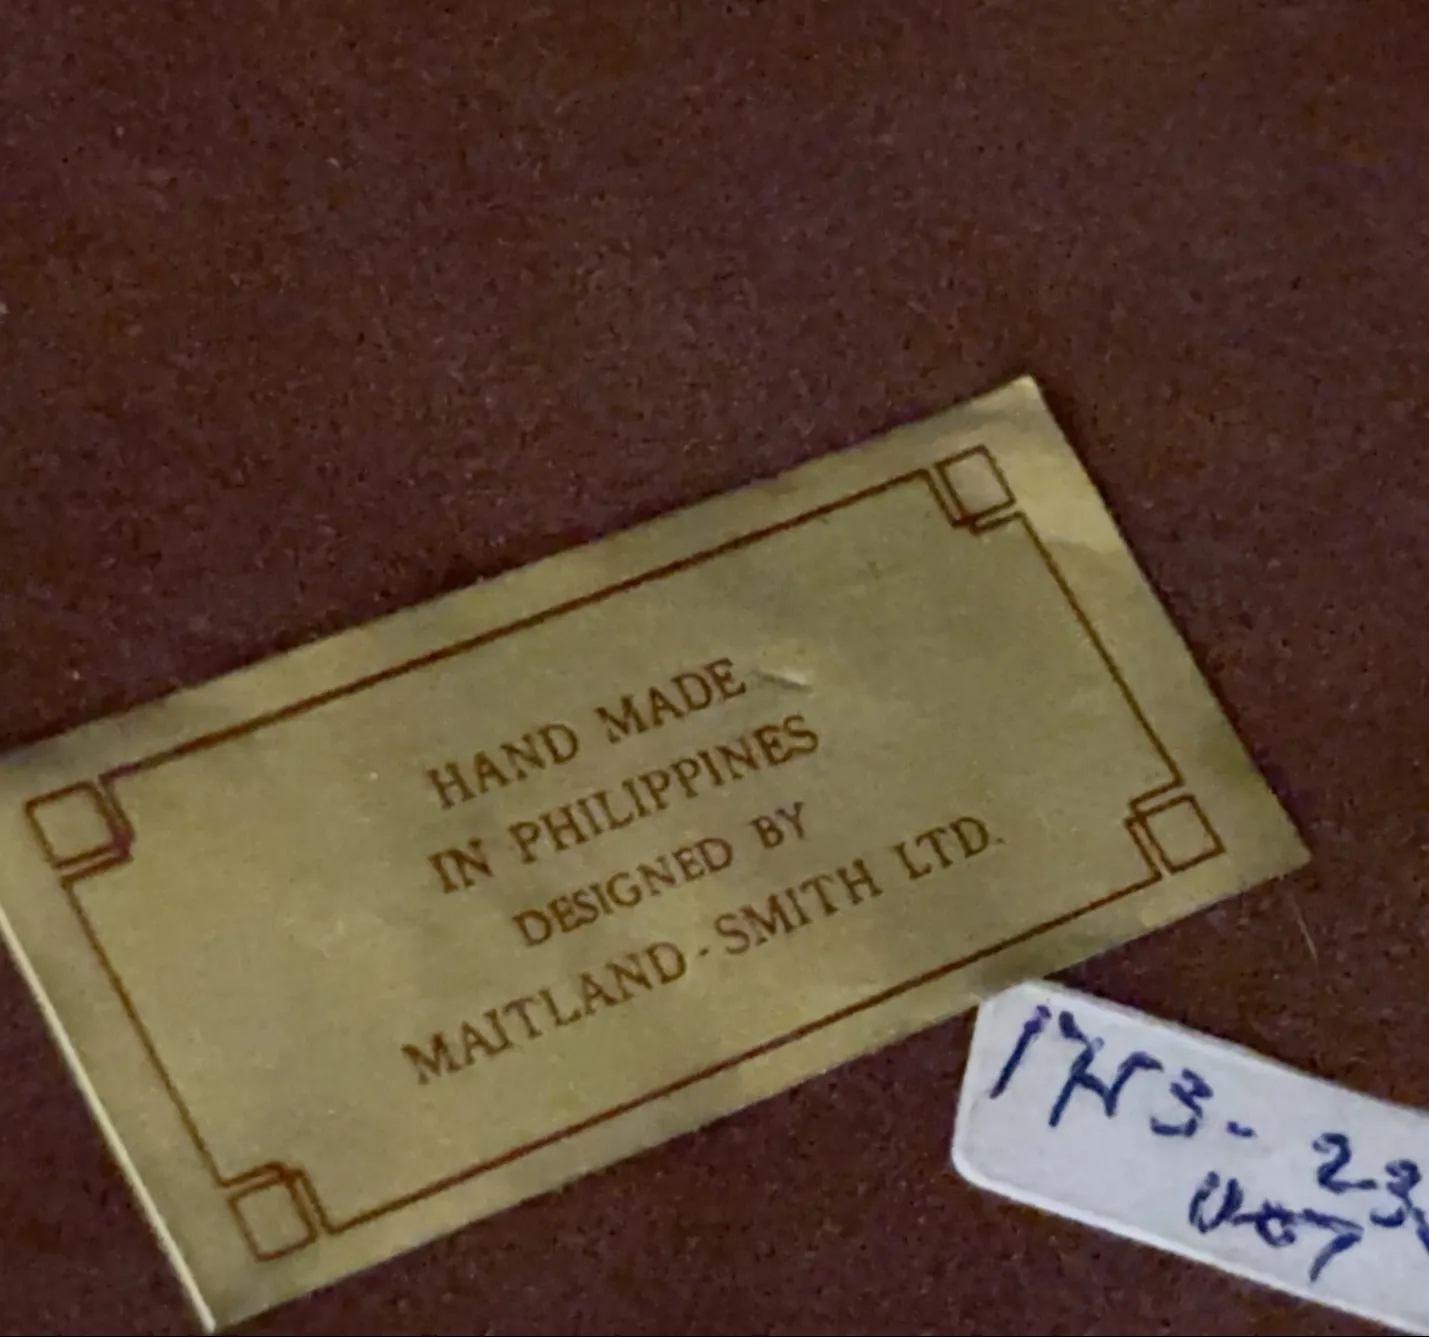 HAND MADE
IN PHILIPPINES
DESIGNED BY
MAITLAND-SMITH LTD.